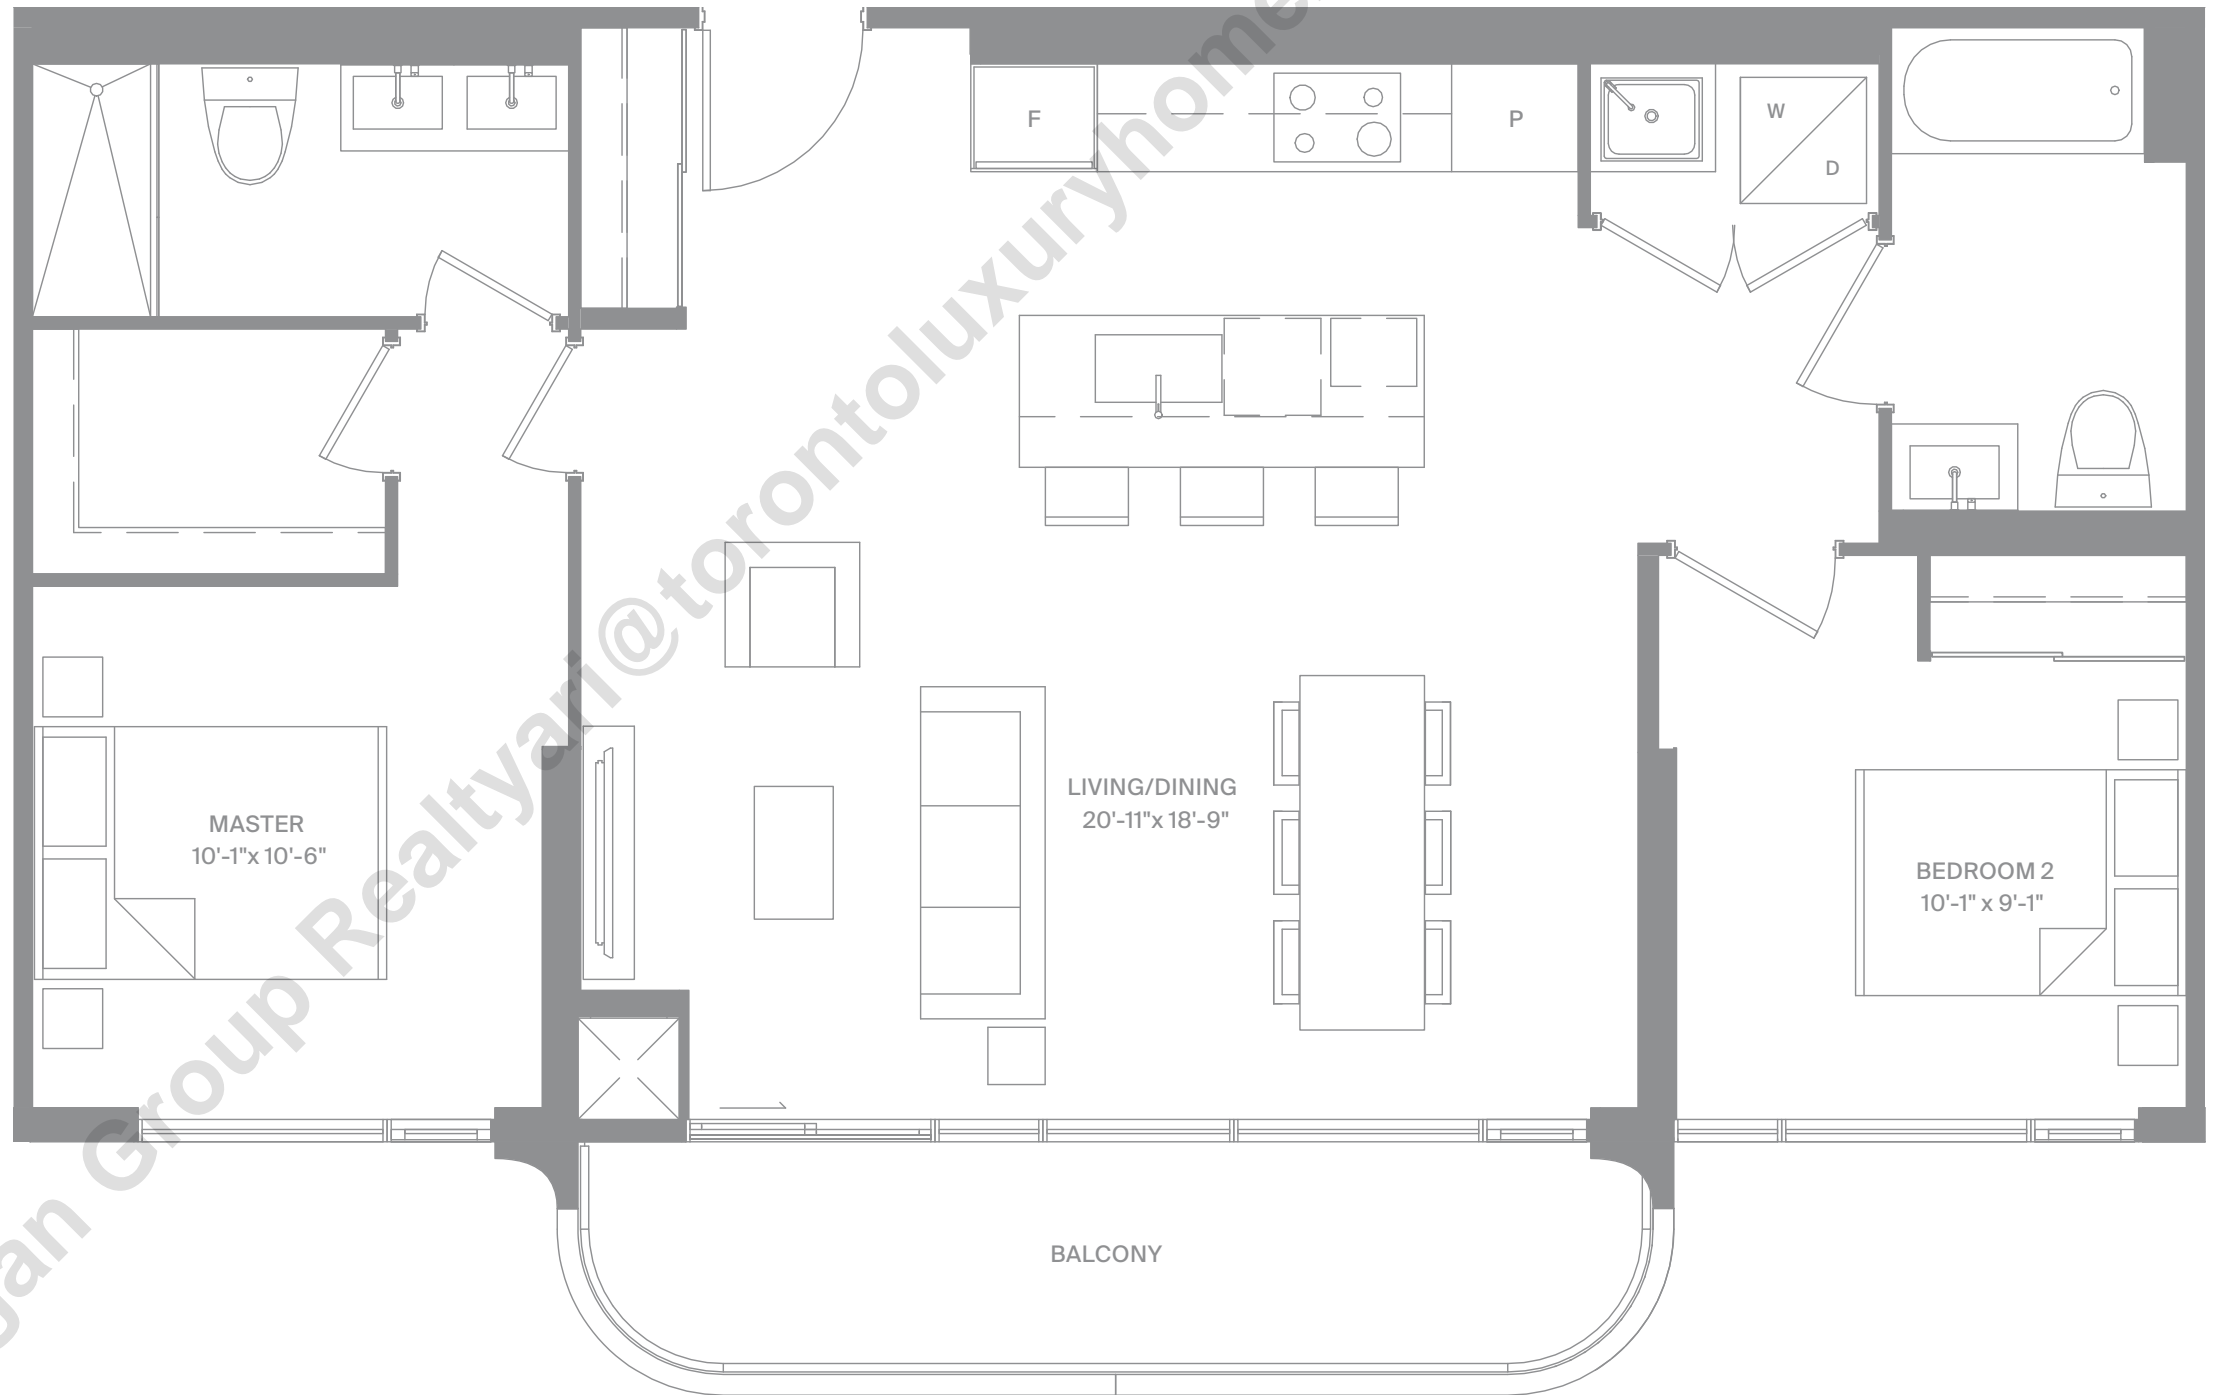 F
P
W
D
MASTER
10'-1"x 10'-6"
LIVING/DINING
20'-11"x 18'-9"
BEDROOM 2
10'-1" x 9'-1"
BALCONY
Group Realtyari@torontoluxuryhome